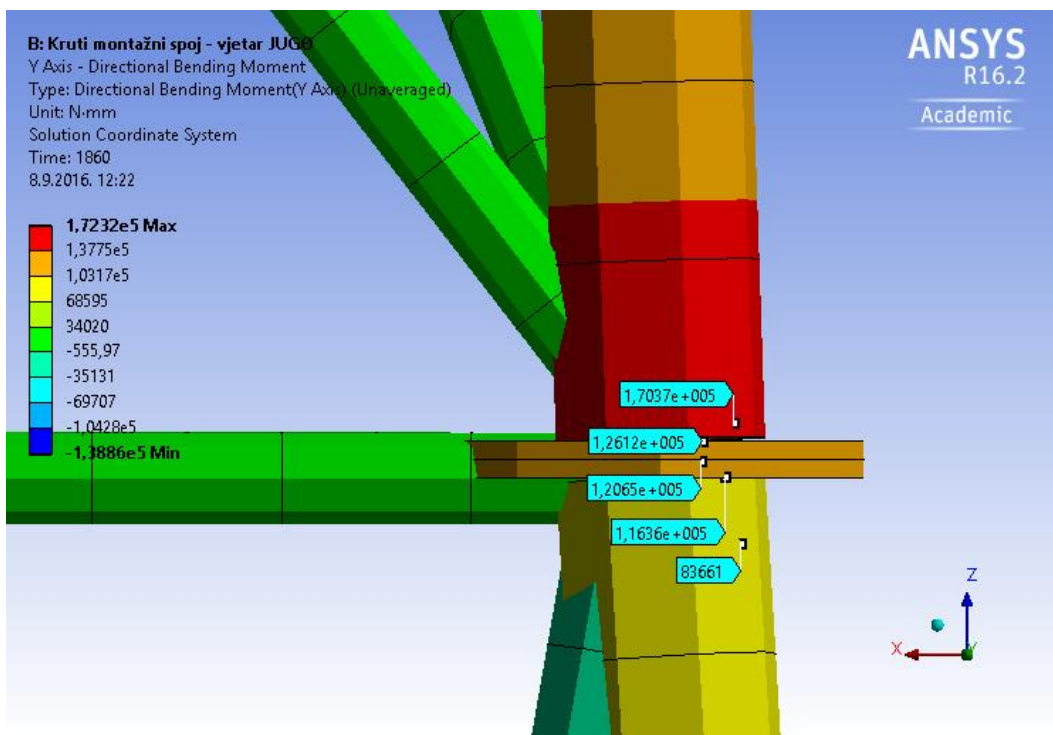 B: Kruti montažni spoj - vjetar JUGO
Y Axis - Directional Bending Moment
Type: Directional Bending Moment(Y Axis) (Unaveraged)
Unit: N·mm
Solution Coordinate System
Time: 1860
8.9.2016. 12:22
ANSYS
R16.2
Academic
1,7232e5 Max
1,3775e5
1,0317e5
68595
34020
-555,97
-35131
-69707
-1,0428e5
-1,3886e5 Min
1,7037e+005
1,2612e+005
1,2065e+005
1,1636e+005
83661
Z
X
Y